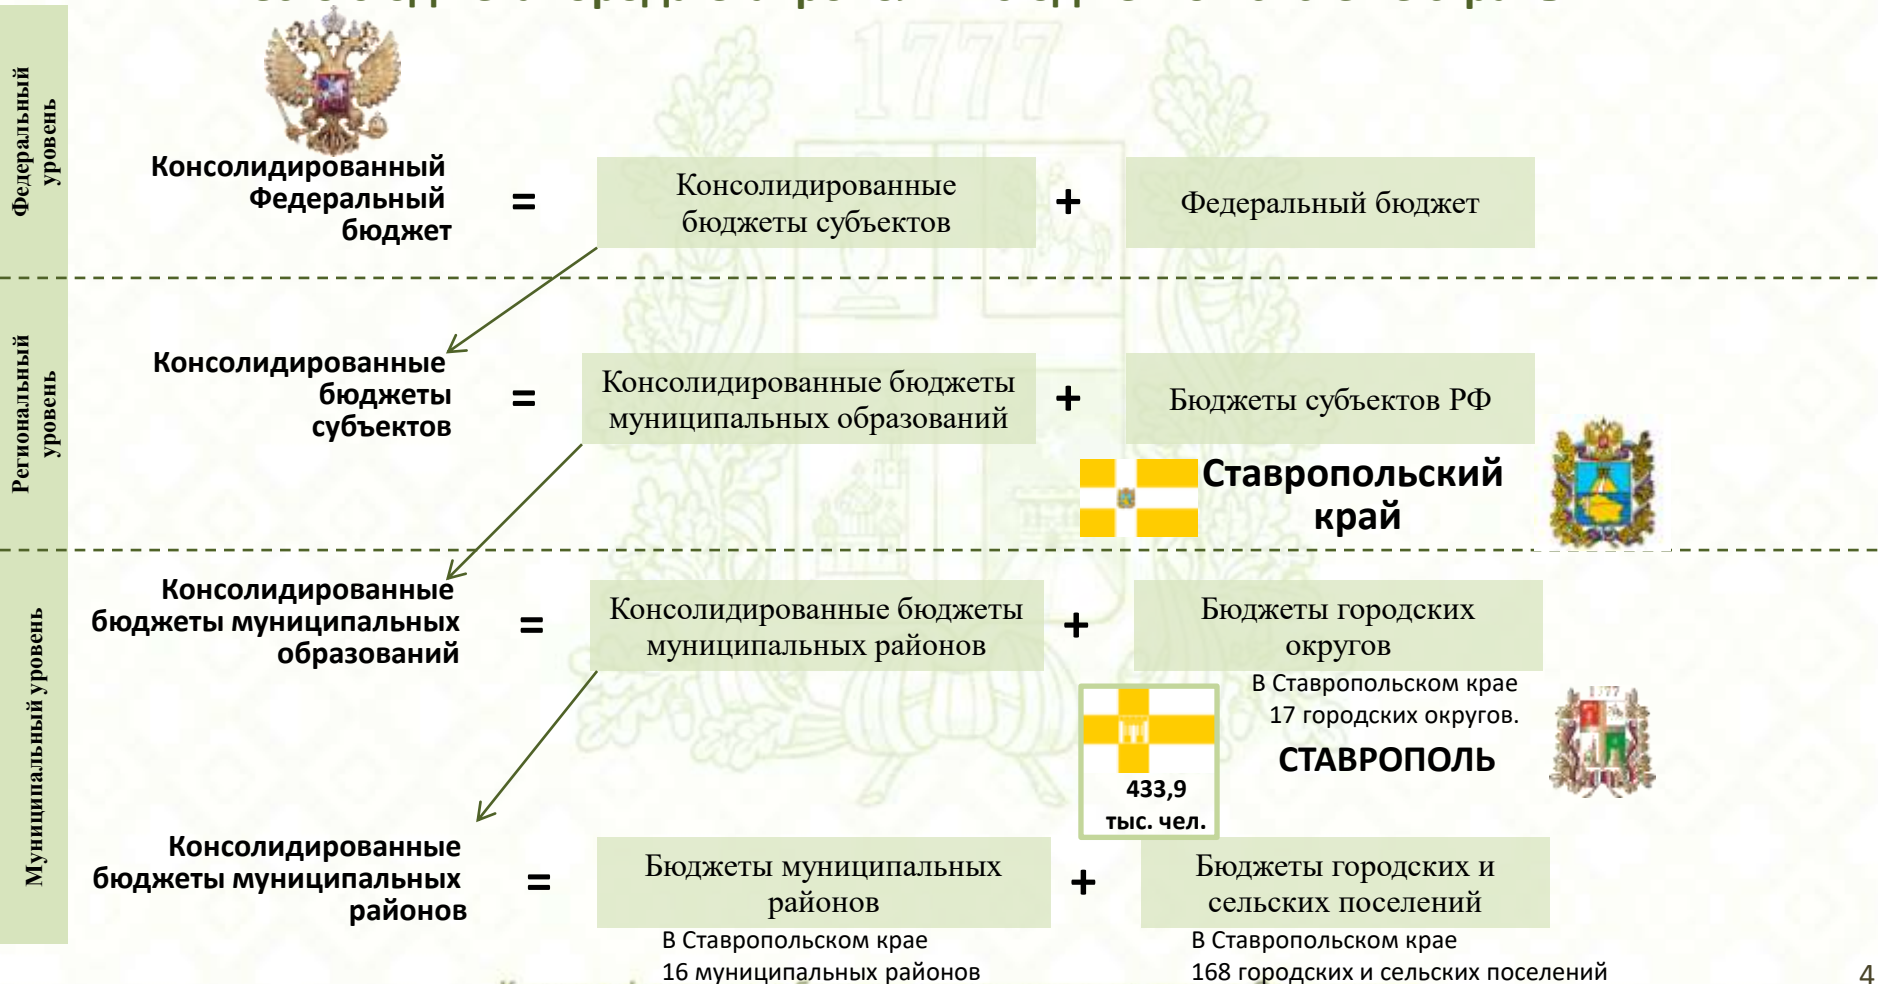 1777
Федеральный
уровень
Консолидированный
Федеральный
бюджет
=
Консолидированные
бюджеты субъектов
+
Федеральный бюджет
Региональный
уровень
Консолидированные
бюджеты
субъектов
=
Консолидированные бюджеты
муниципальных образований
+
Бюджеты субъектов РФ
Ставропольский
край
Муниципальный уровень
Консолидированные
бюджеты муниципальных
образований
=
Консолидированные бюджеты
муниципальных районов
+
Бюджеты городских
округов
В Ставропольском крае
17 городских округов.
1777
СТАВРОПОЛЬ
433,9
тыс. чел.
Консолидированные
бюджеты муниципальных
районов
=
Бюджеты муниципальных
районов
+
Бюджеты городских и
сельских поселений
В Ставропольском крае
16 муниципальных районов
В Ставропольском крае
168 городских и сельских поселений
4